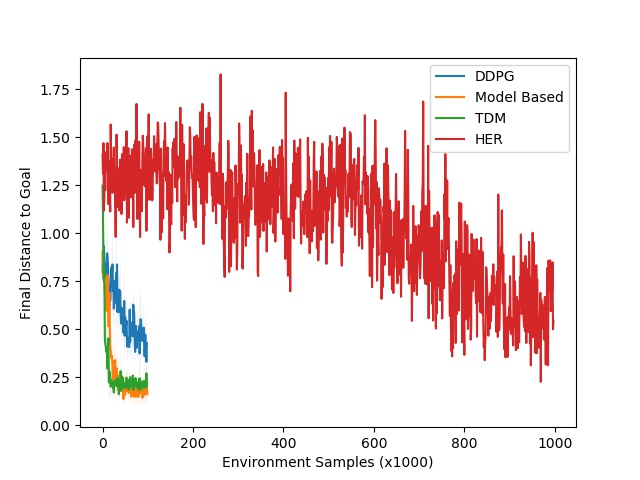 DDPG
Model Based
TDM
HER
1.75
1.50
1.25
1.00
0.75
0.50
0.25
0.00
Final Distance to Goal
0 200 400 600 800 1000
Environment Samples (x1000)